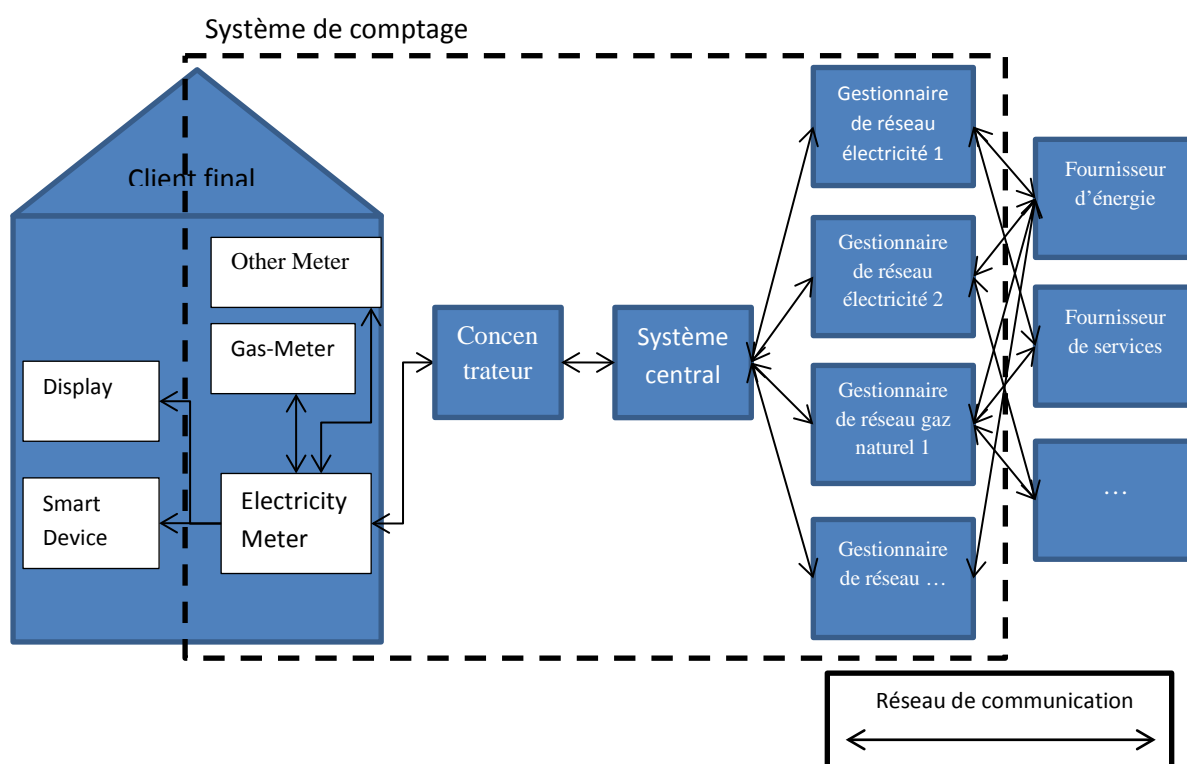 Système de comptage
Client final
Other Meter
Gas-Meter
Display
Smart
Device
Electricity
Meter
Concen
trateur
Système
central
Gestionnaire
de réseau
électricité 1
Gestionnaire
de réseau
électricité 2
Gestionnaire
de réseau gaz
naturel 1
Gestionnaire
de réseau …
Fournisseur
d’énergie
Fournisseur
de services
…
Réseau de communication